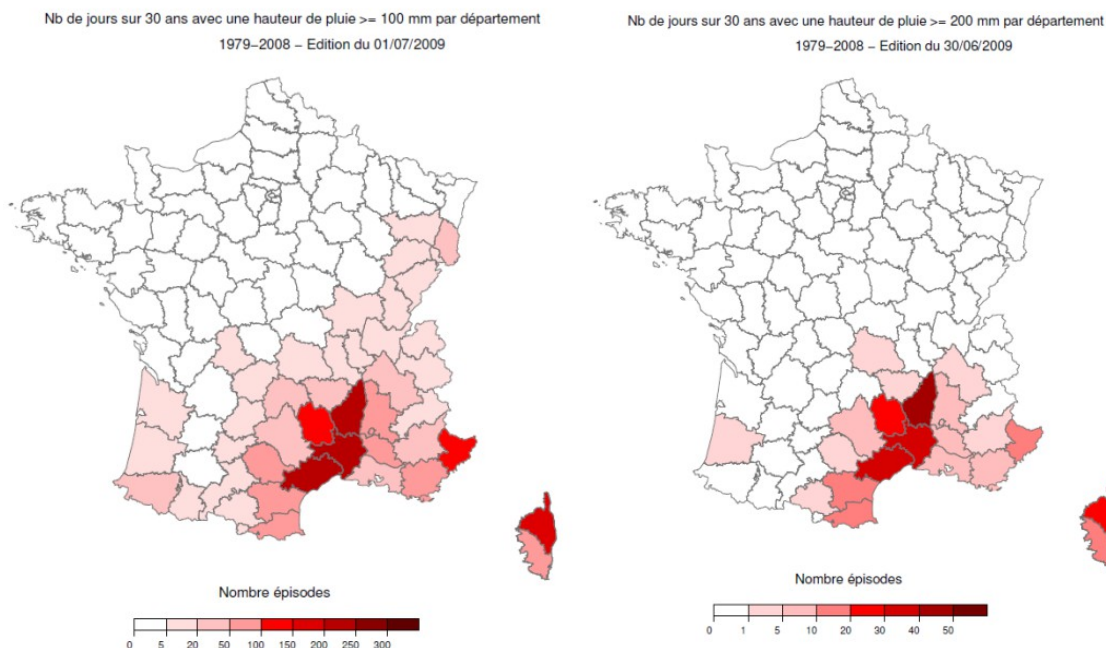 Nb de jours sur 30 ans avec une hauteur de pluie >= 100 mm par département
1979−2008 − Edition du 01/07/2009
Nombre épisodes
0 5 20 50 100 150 200 250 300
Nb de jours sur 30 ans avec une hauteur de pluie >= 200 mm par département
1979−2008 − Edition du 30/06/2009
Nombre épisodes
0 1 5 10 20 30 40 50